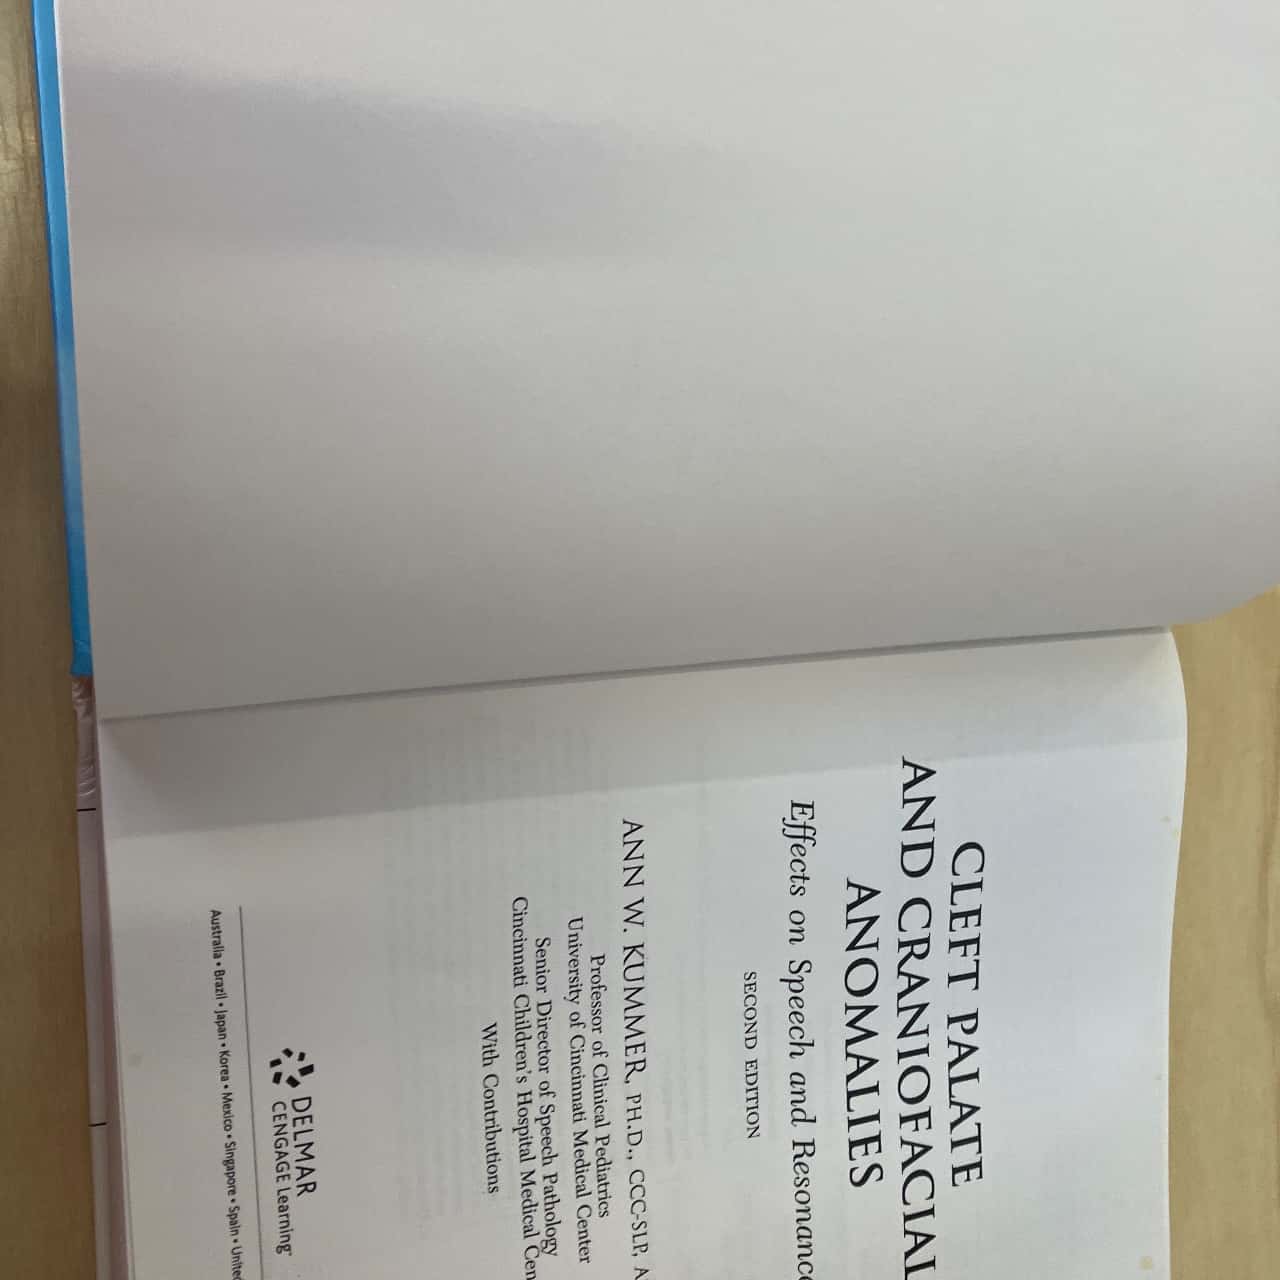 CLEFT PALATE
AND CRANIOFACIAL
ANOMALIES
Effects on Speech and Resonance
SECOND EDITION
ANN W. KUMMER, PH.D., CCC-SLP,
Professor of Clinical Pediatrics
University of Cincinnati Medical Center
Senior Director of Speech Pathology
Cincinnati Children's Hospital Medical
With Contributions
DELMAR
CENGAGE Learning™
Australia • Brazil • Japan • Korea • Mexico • Singapore • Spain • United